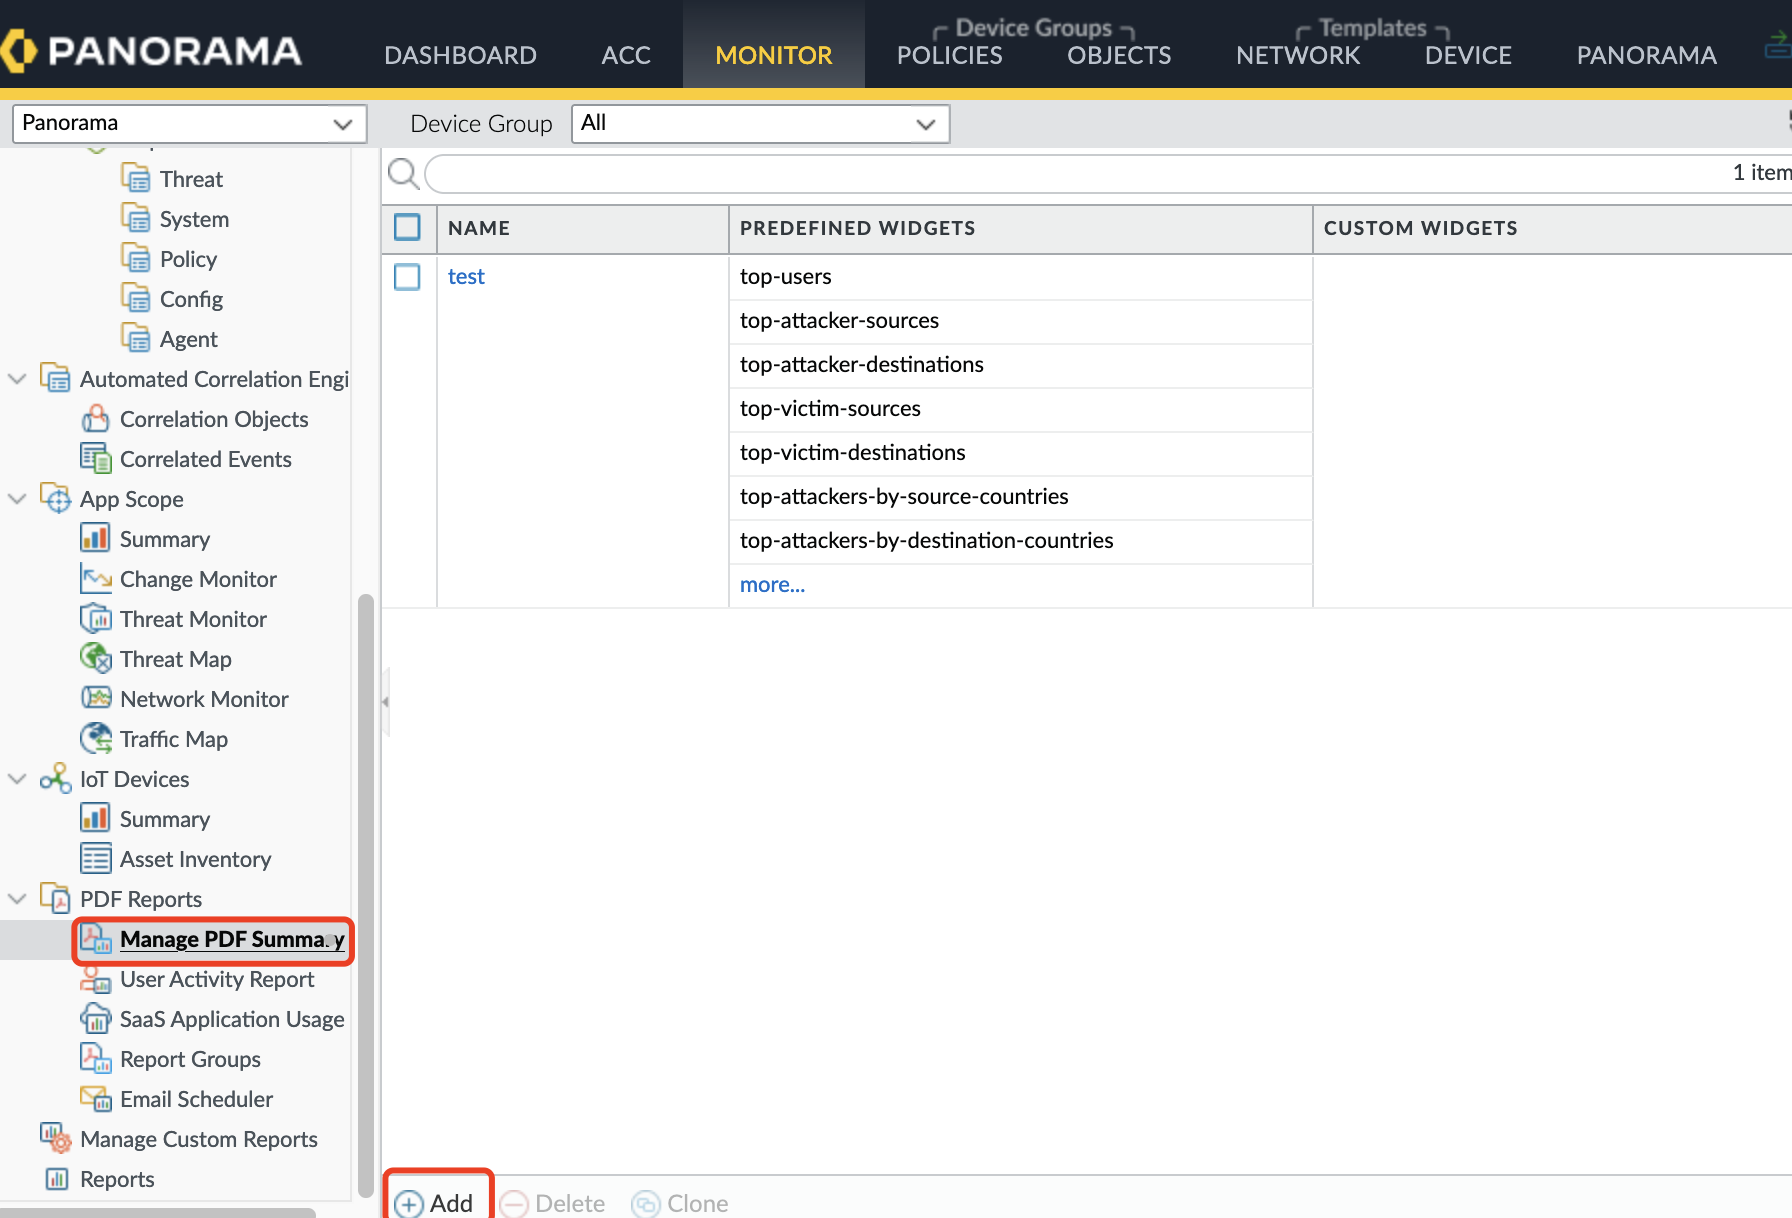 PANORAMA
DASHBOARD
ACC
MONITOR
Device Groups
POLICIES
OBJECTS
Templates
NETWORK
DEVICE
PANORAMA
Panorama
Device Group
All
Threat
System
Policy
Config
Agent
Automated Correlation Engi
Correlation Objects
Correlated Events
App Scope
Summary
Change Monitor
Threat Monitor
Threat Map
Network Monitor
Traffic Map
IoT Devices
Summary
Asset Inventory
PDF Reports
Manage PDF Summary
User Activity Report
SaaS Application Usage
Report Groups
Email Scheduler
Manage Custom Reports
Reports
1 item
NAME
PREDEFINED WIDGETS
CUSTOM WIDGETS
test
top-users
top-attacker-sources
top-attacker-destinations
top-victim-sources
top-victim-destinations
top-attackers-by-source-countries
top-attackers-by-destination-countries
more...
Add
Delete
Clone